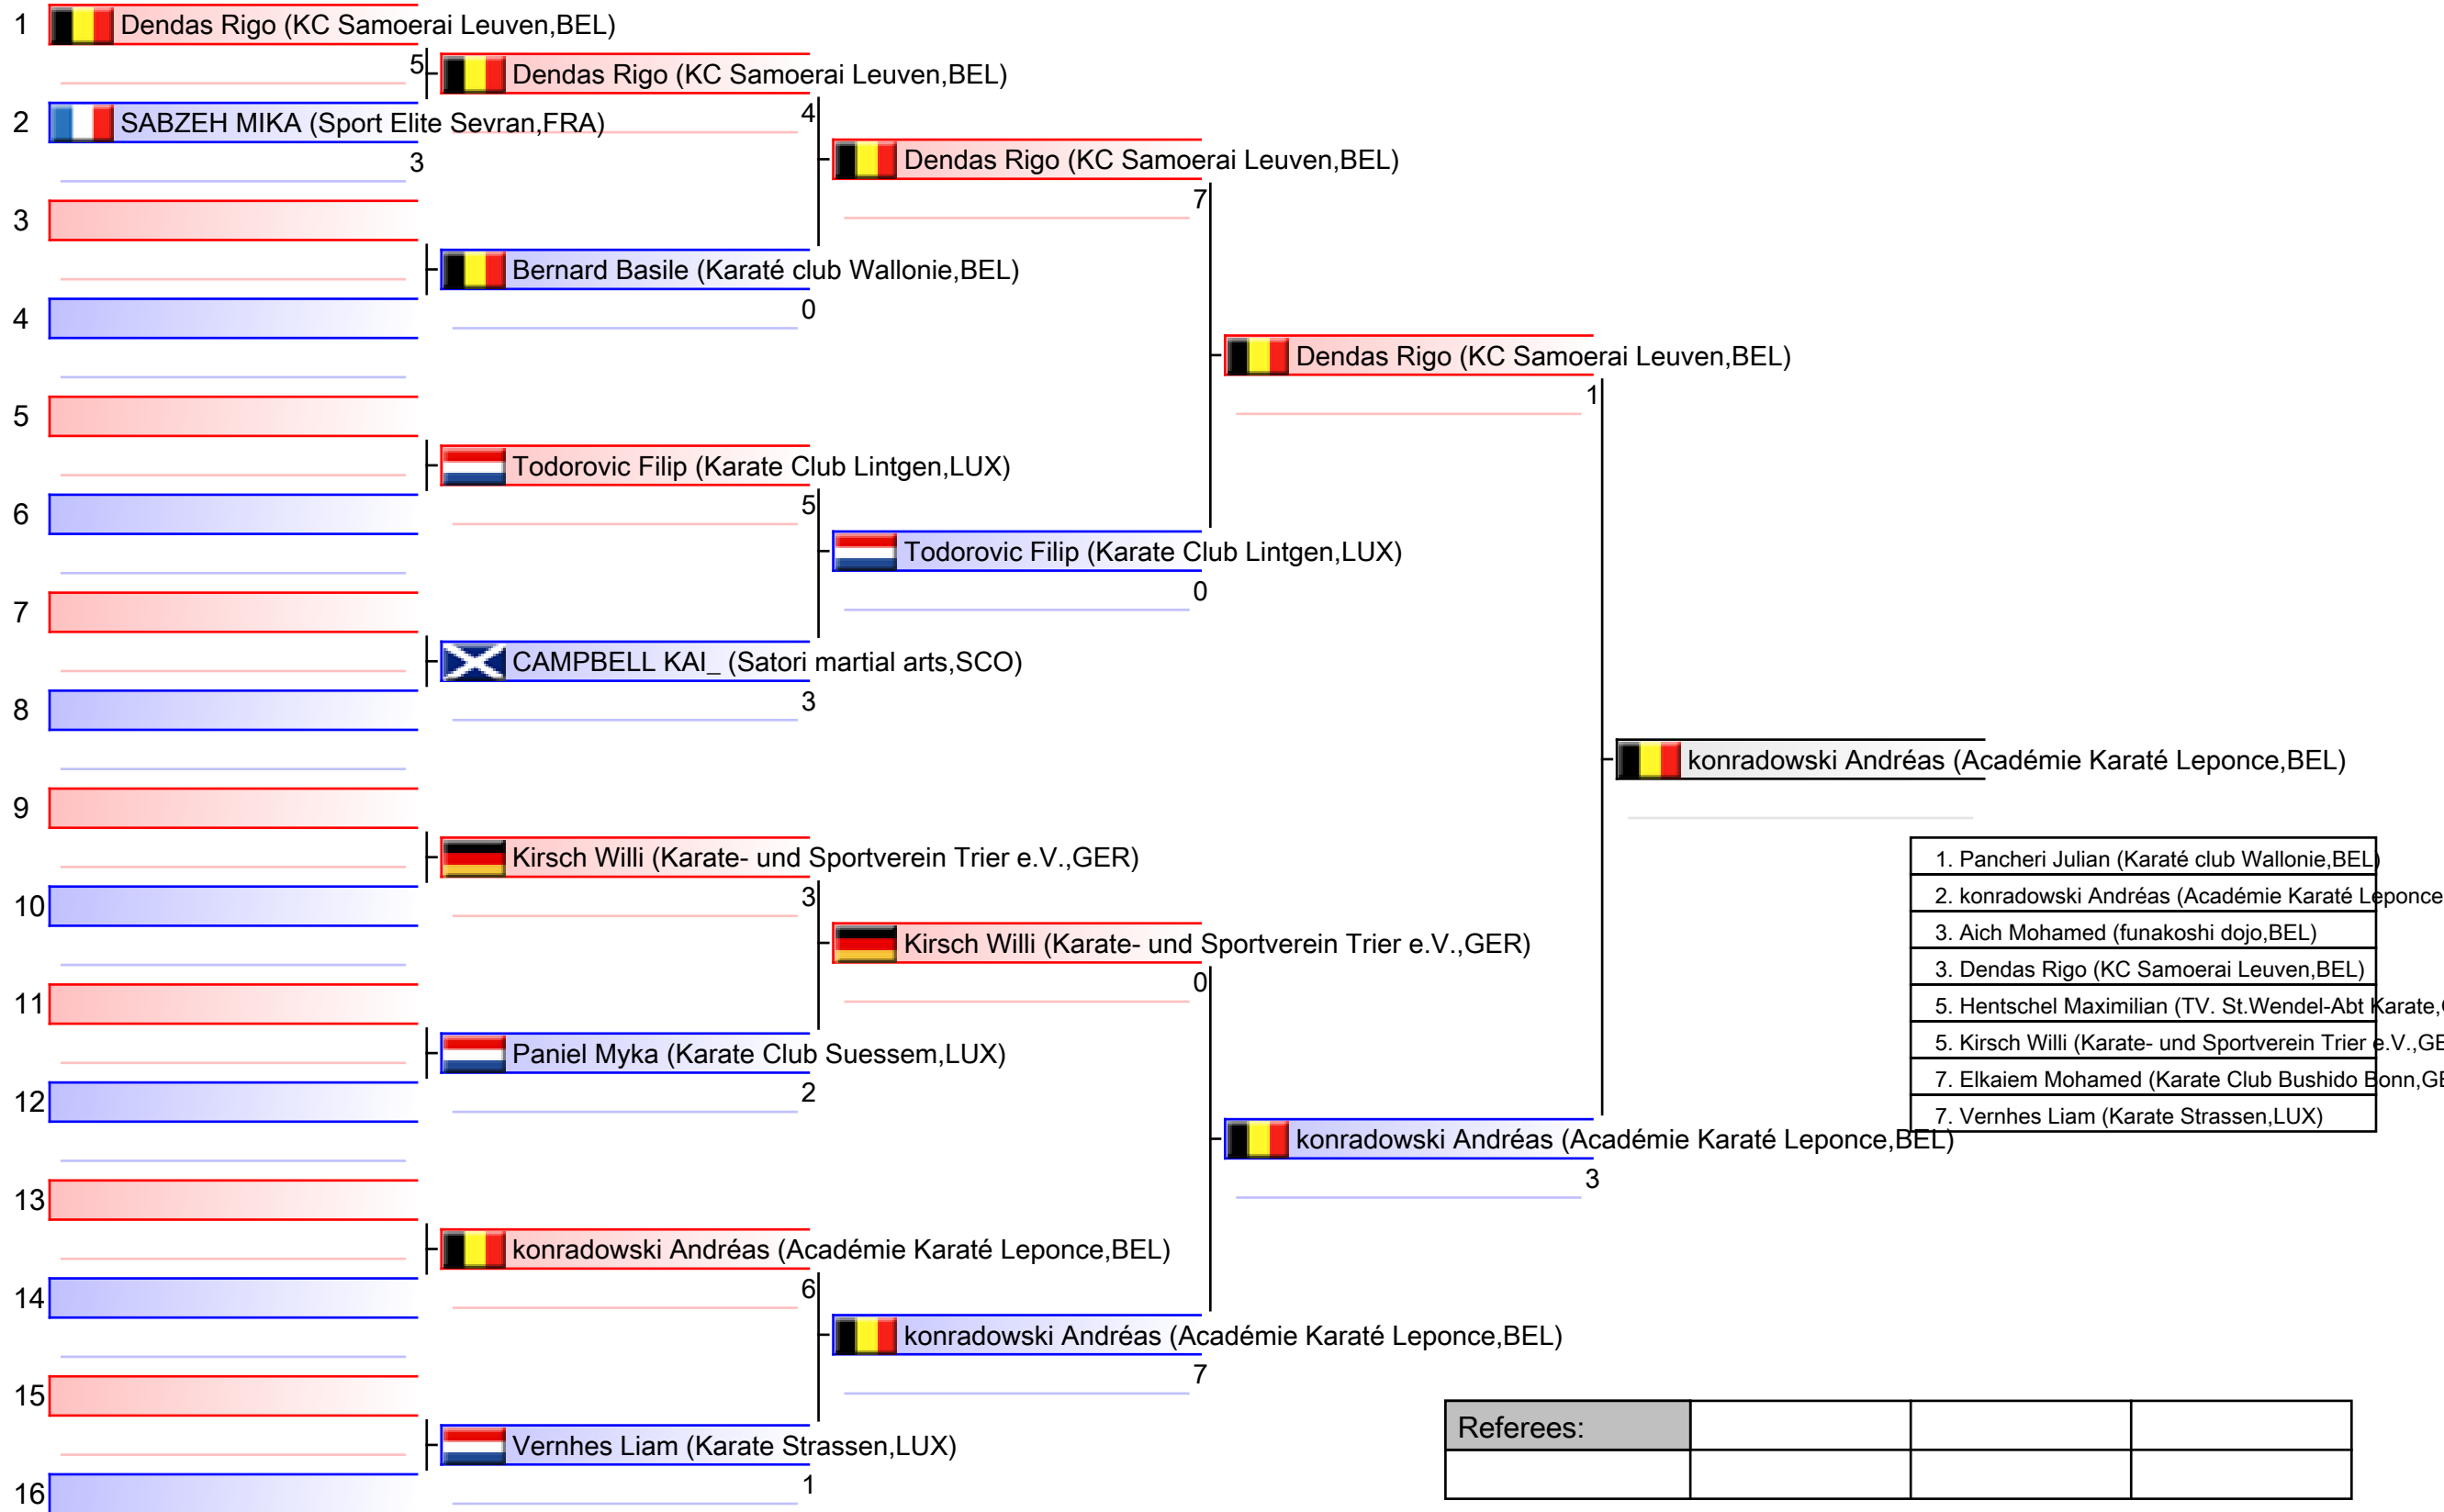 1 Dendas Rigo (KC Samoerai Leuven,BEL)
5 Dendas Rigo (KC Samoerai Leuven,BEL)
2 SABZEH MIKA (Sport Elite Sevran,FRA)
4
3
Dendas Rigo (KC Samoerai Leuven,BEL)
7
3
Bernard Basile (Karaté club Wallonie,BEL)
0
4
Dendas Rigo (KC Samoerai Leuven,BEL)
1
5
Todorovic Filip (Karate Club Lintgen,LUX)
5
6
Todorovic Filip (Karate Club Lintgen,LUX)
0
7
CAMPBELL KAI_ (Satori martial arts,SCO)
3
8
konradowski Andréas (Académie Karaté Leponce,BEL)
9
Kirsch Willi (Karate- und Sportverein Trier e.V.,GER)
3
10
Kirsch Willi (Karate- und Sportverein Trier e.V.,GER)
0
11
Paniel Myka (Karate Club Suessem,LUX)
2
12
konradowski Andréas (Académie Karaté Leponce,BEL)
3
13
konradowski Andréas (Académie Karaté Leponce,BEL)
6
14
konradowski Andréas (Académie Karaté Leponce,BEL)
7
15
Vernhes Liam (Karate Strassen,LUX)
1
16
1. Pancheri Julian (Karaté club Wallonie,BEL)
2. konradowski Andréas (Académie Karaté Leponce
3. Aich Mohamed (funakoshi dojo,BEL)
3. Dendas Rigo (KC Samoerai Leuven,BEL)
5. Hentschel Maximilian (TV. St.Wendel-Abt Karate,
5. Kirsch Willi (Karate- und Sportverein Trier e.V.,GE
7. Elkaiem Mohamed (Karate Club Bushido Bonn,GE
7. Vernhes Liam (Karate Strassen,LUX)
Referees: